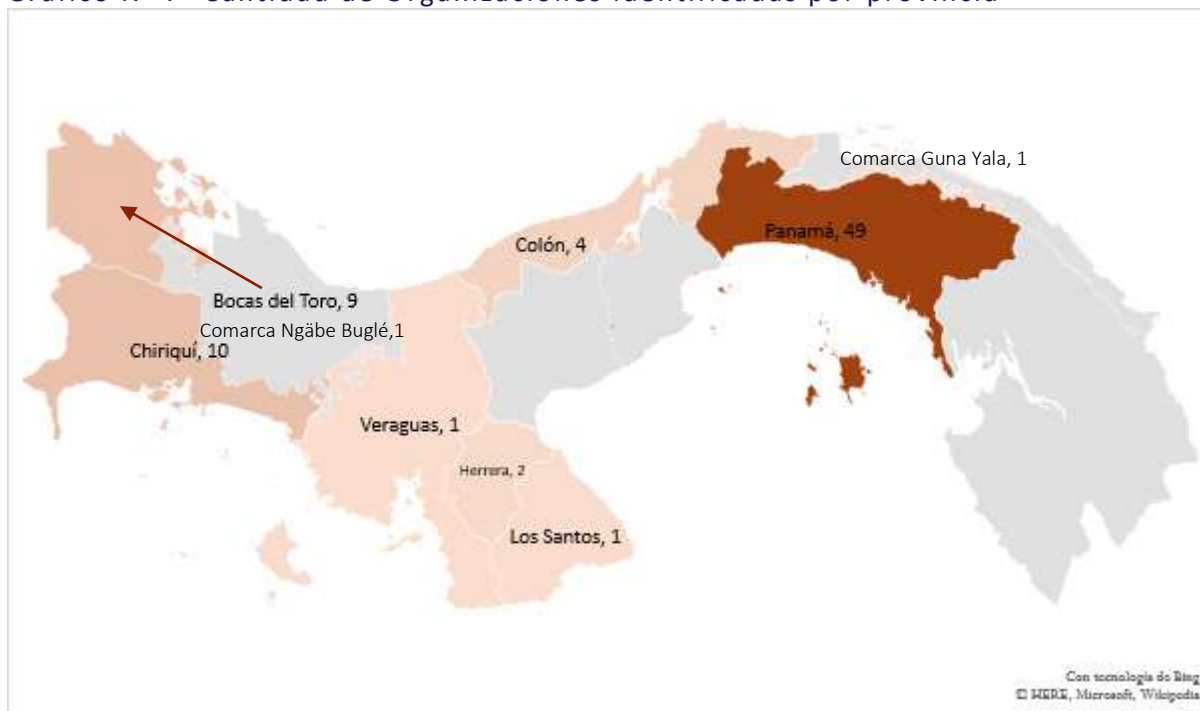 Comarca Guna Yala, 1
Panamá, 49
Colón, 4
Bocas del Toro, 9
Comarca Ngäbe Buglé,1
Chiriquí, 10
Veraguas, 1
Herrera, 2
Los Santos, 1
Con tecnología de Bing
© HERE, Microsoft, Wikipedia